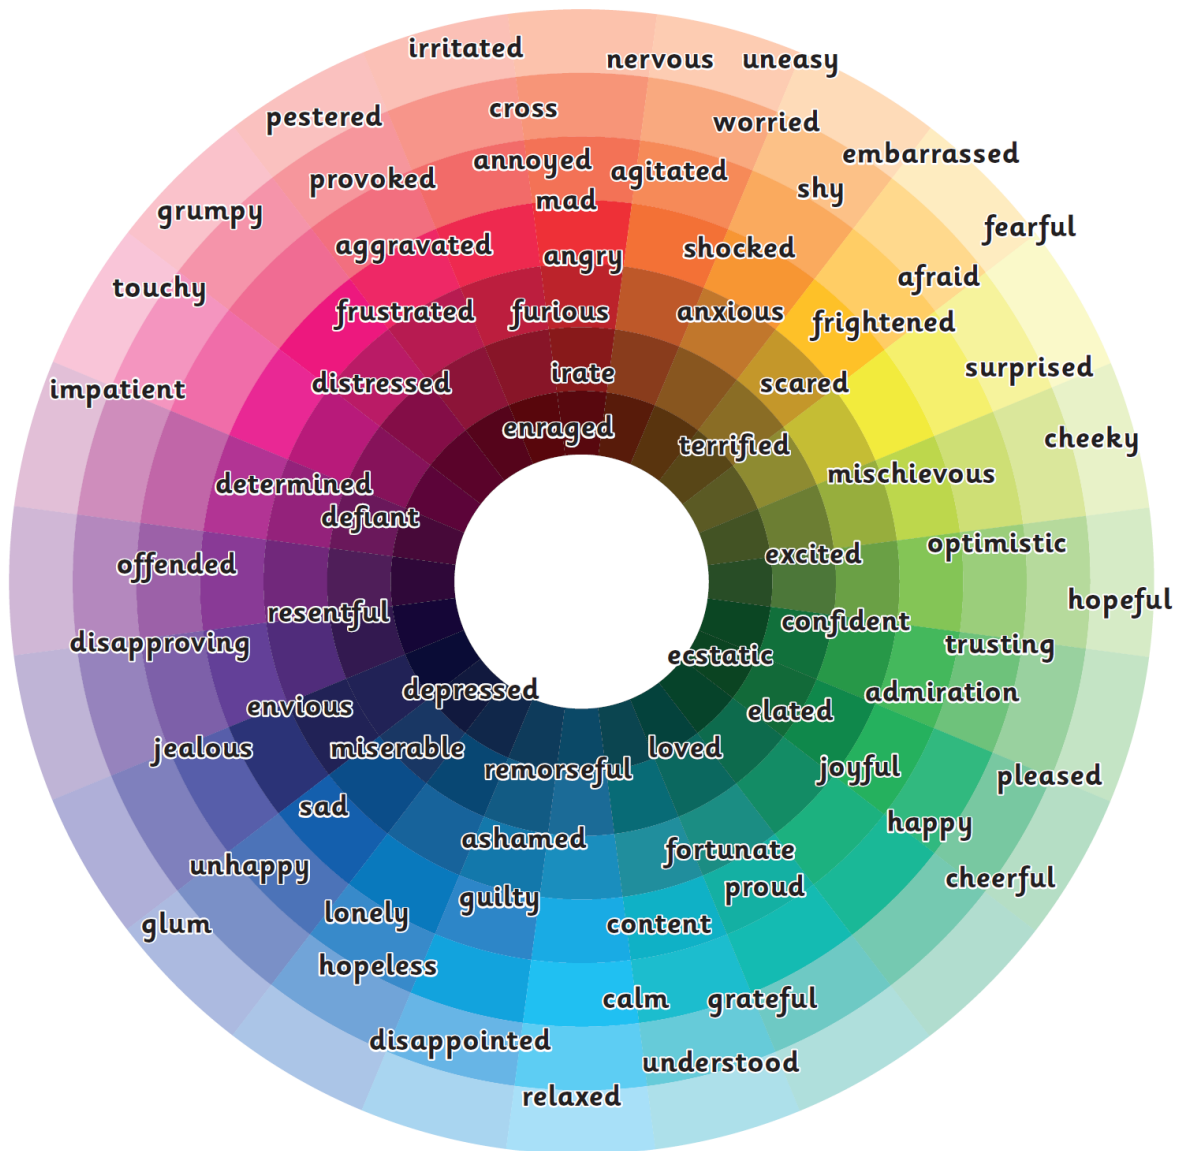 irritated
nervous
uneasy
cross
pestered
worried
embarrassed
annoyed
agitated
provoked
shy
mad
grumpy
fearful
aggravated
angry
shocked
afraid
touchy
frustrated
furious
anxious
frightened
surprised
irate
distressed
scared
impatient
enraged
terrified
cheeky
mischievous
determined
defiant
excited
optimistic
offended
hopeful
resentful
confident
disapproving
trusting
ecstatic
depressed
admiration
envious
elated
jealous
miserable
loved
remorseful
joyful
pleased
sad
happy
ashamed
fortunate
unhappy
cheerful
proud
guilty
lonely
glum
content
hopeless
calm
grateful
disappointed
understood
relaxed